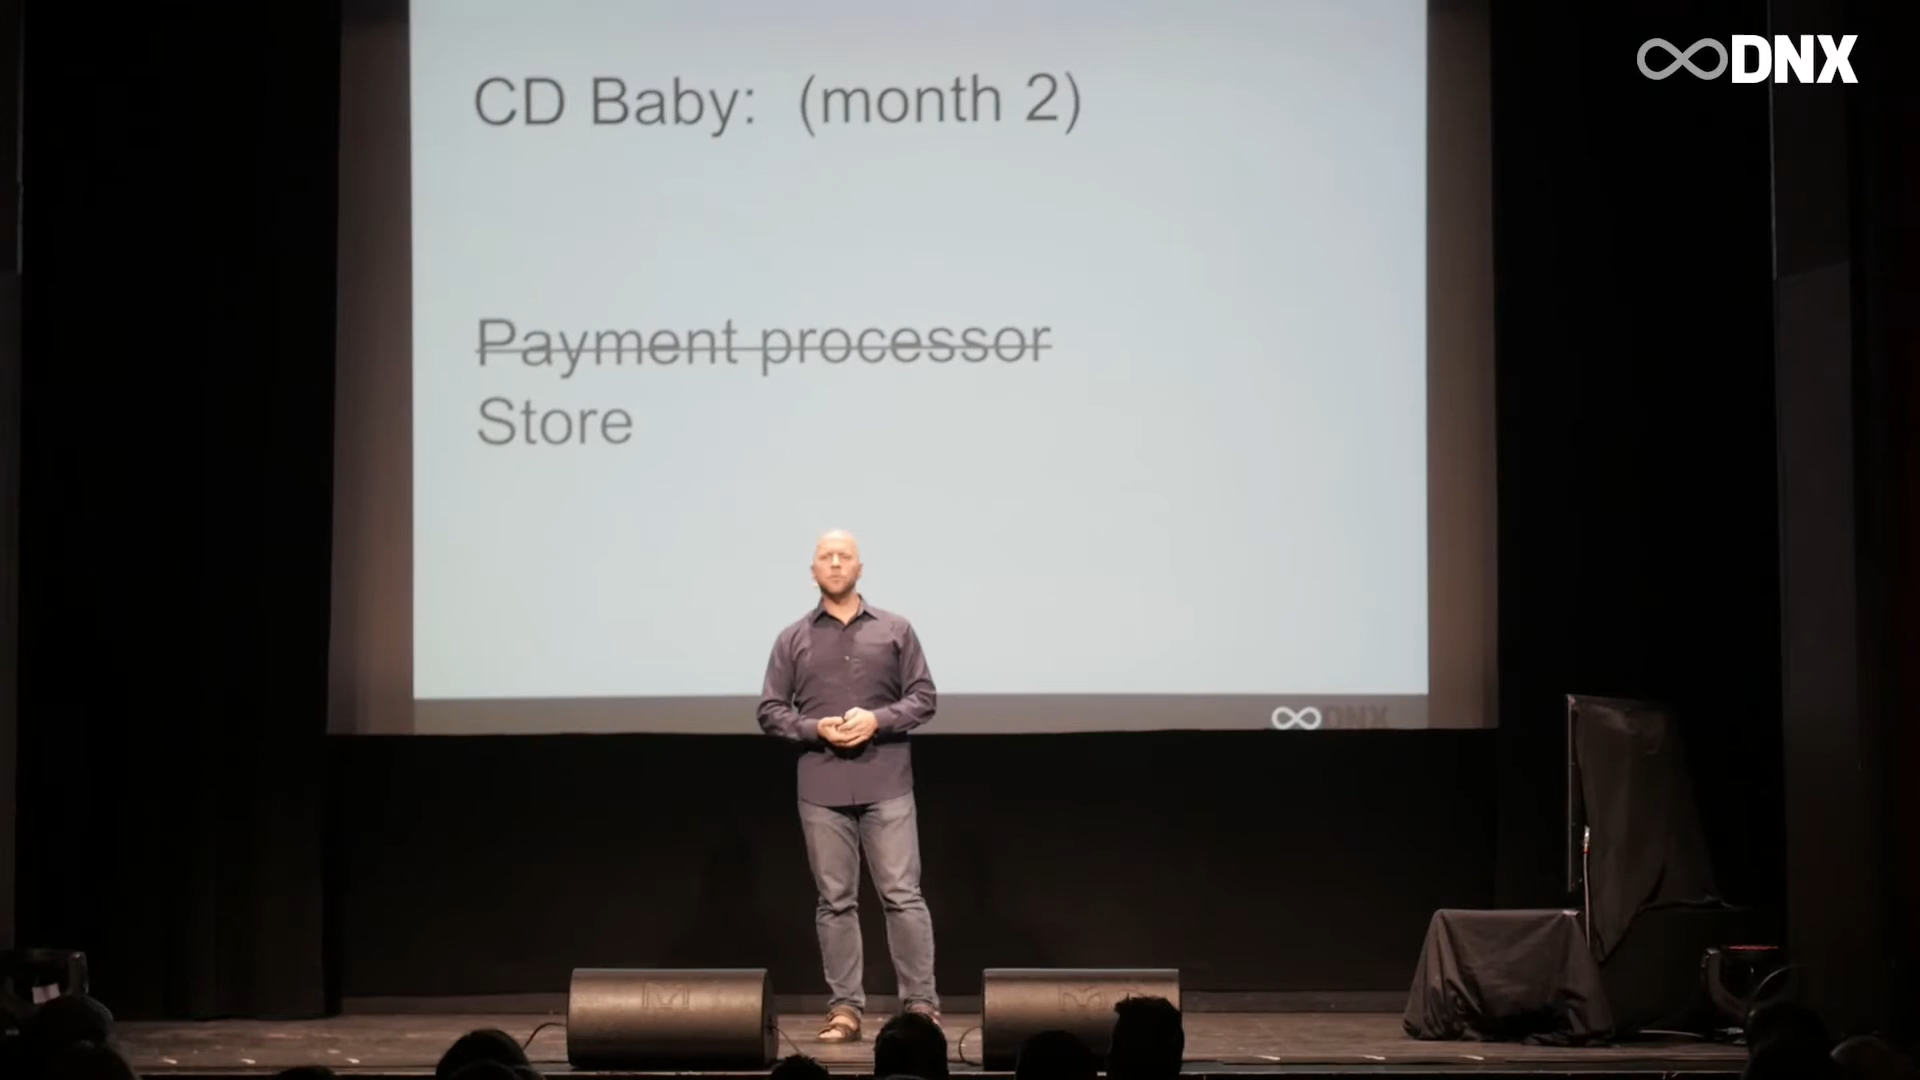 DNX
CD Baby: (month 2)
Payment processor
Store
DNX